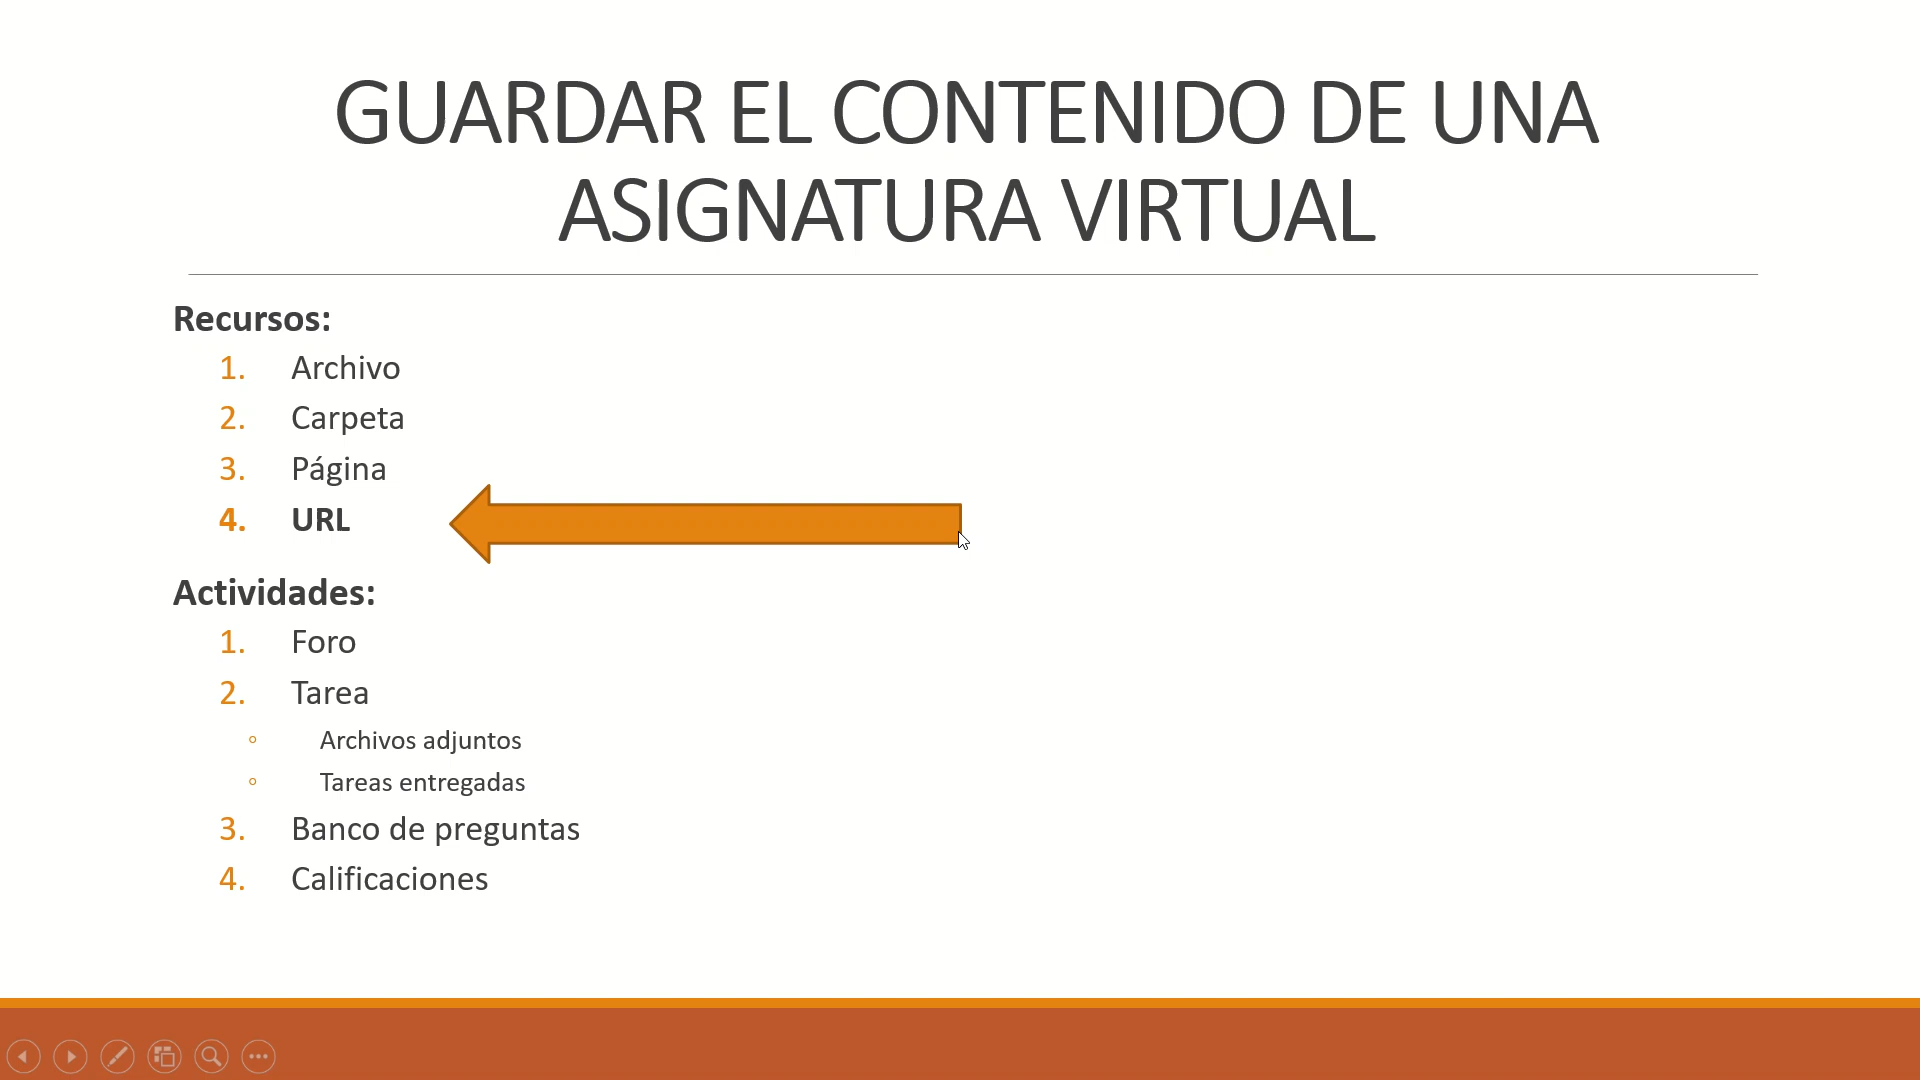 GUARDAR EL CONTENIDO DE UNA
ASIGNATURA VIRTUAL
Recursos:
1. Archivo
2. Carpeta
3. Página
4. URL
Actividades:
1. Foro
2. Tarea
◦ Archivos adjuntos
◦ Tareas entregadas
3. Banco de preguntas
4. Calificaciones